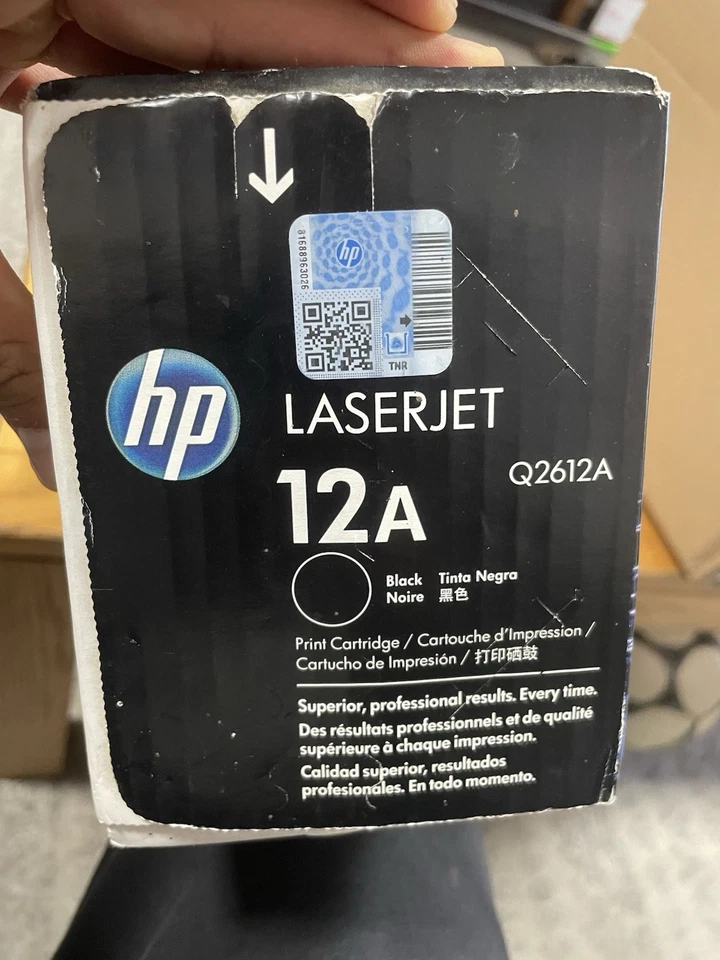 hp
81688963026
TNR
hp
LASERJET
Q2612A
12A
Black Tinta Negra
Noire 黑色
Print Cartridge / Cartouche d'Impression /
Cartucho de Impresión / 打印硒鼓
Superior, professional results. Every time.
Des résultats professionnels et de qualité
supérieure à chaque impression.
Calidad superior, resultados
profesionales. En todo momento.